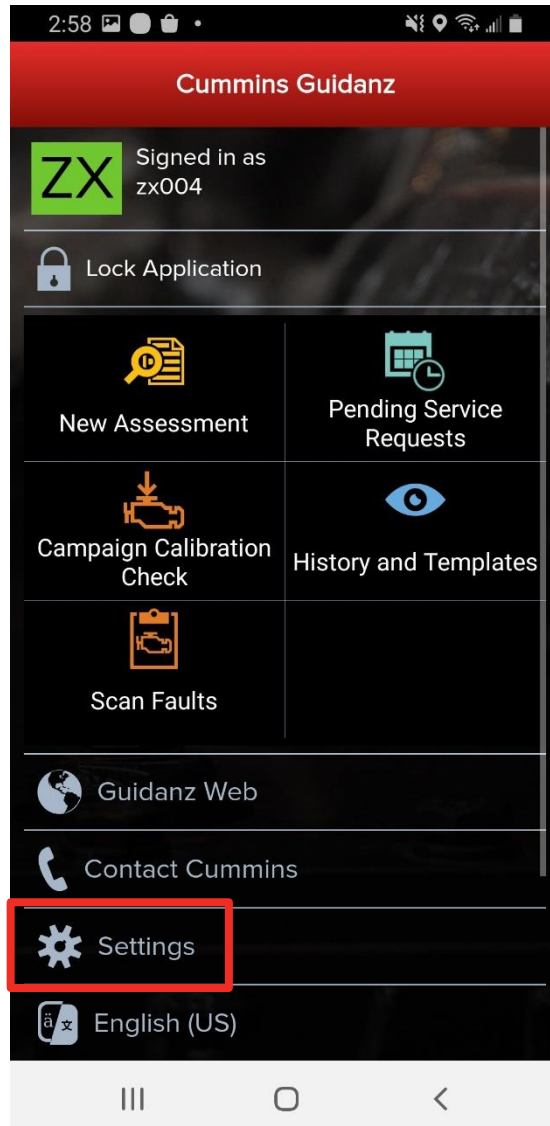 2:58
Cummins Guidanz
ZX
Signed in as
zx004
Lock Application
New Assessment
Pending Service
Requests
Campaign Calibration
Check
History and Templates
Scan Faults
Guidanz Web
Contact Cummins
Settings
ä 文
English (US)